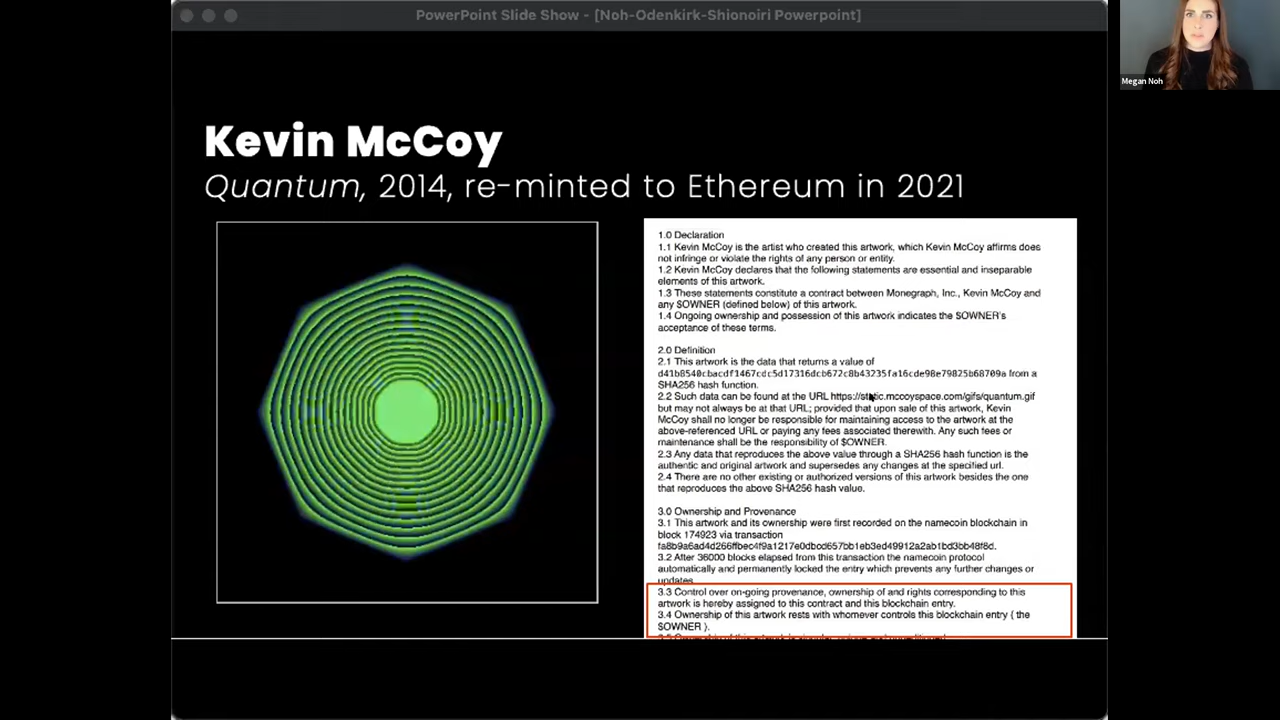 PowerPoint Slide Show - [Noh-Odenkirk-Shionoiri Powerpoint]
Megan Noh
Kevin McCoy
Quantum, 2014, re-minted to Ethereum in 2021
1.0 Declaration
1.1 Kevin McCoy is the artist who created this artwork, which Kevin McCoy affirms does
not infringe or violate the rights of any person or entity.
1.2 Kevin McCoy declares that the following statements are essential and inseparable
elements of this artwork.
1.3 These statements constitute a contract between Monegraph, Inc., Kevin McCoy and
any $OWNER (defined below) of this artwork.
1.4 Ongoing ownership and possession of this artwork indicates the $OWNER's
acceptance of these terms.
2.0 Definition
2.1 This artwork is the data that returns a value of
d41b8540cbacdf1467cdc5d17316dcb672c8b43235fa16cde98e79825b68709a from a
SHA256 hash function.
2.2 Such data can be found at the URL https://static.mccoyspace.com/gifs/quantum.gif
but may not always be at that URL; provided that upon sale of this artwork, Kevin
McCoy shall no longer be responsible for maintaining access to the artwork at the
above-referenced URL or paying any fees associated therewith. Any such fees or
maintenance shall be the responsibility of $OWNER.
2.3 Any data that reproduces the above value through a SHA256 hash function is the
authentic and original artwork and supersedes any changes at the specified url.
2.4 There are no other existing or authorized versions of this artwork besides the one
that reproduces the above SHA256 hash value.
3.0 Ownership and Provenance
3.1 This artwork and its ownership were first recorded on the namecoin blockchain in
block 174923 via transaction
fa8b9a6ad4d266ffbec4f9a1217e0dbcd657bb1eb3ed49912a2ab1bd3bb48f8d.
3.2 After 36000 blocks elapsed from this transaction the namecoin protocol
automatically and permanently locked the entry which prevents any further changes or
updates.
3.3 Control over on-going provenance, ownership of and rights corresponding to this
artwork is hereby assigned to this contract and this blockchain entry.
3.4 Ownership of this artwork rests with whomever controls this blockchain entry ( the
$OWNER ).